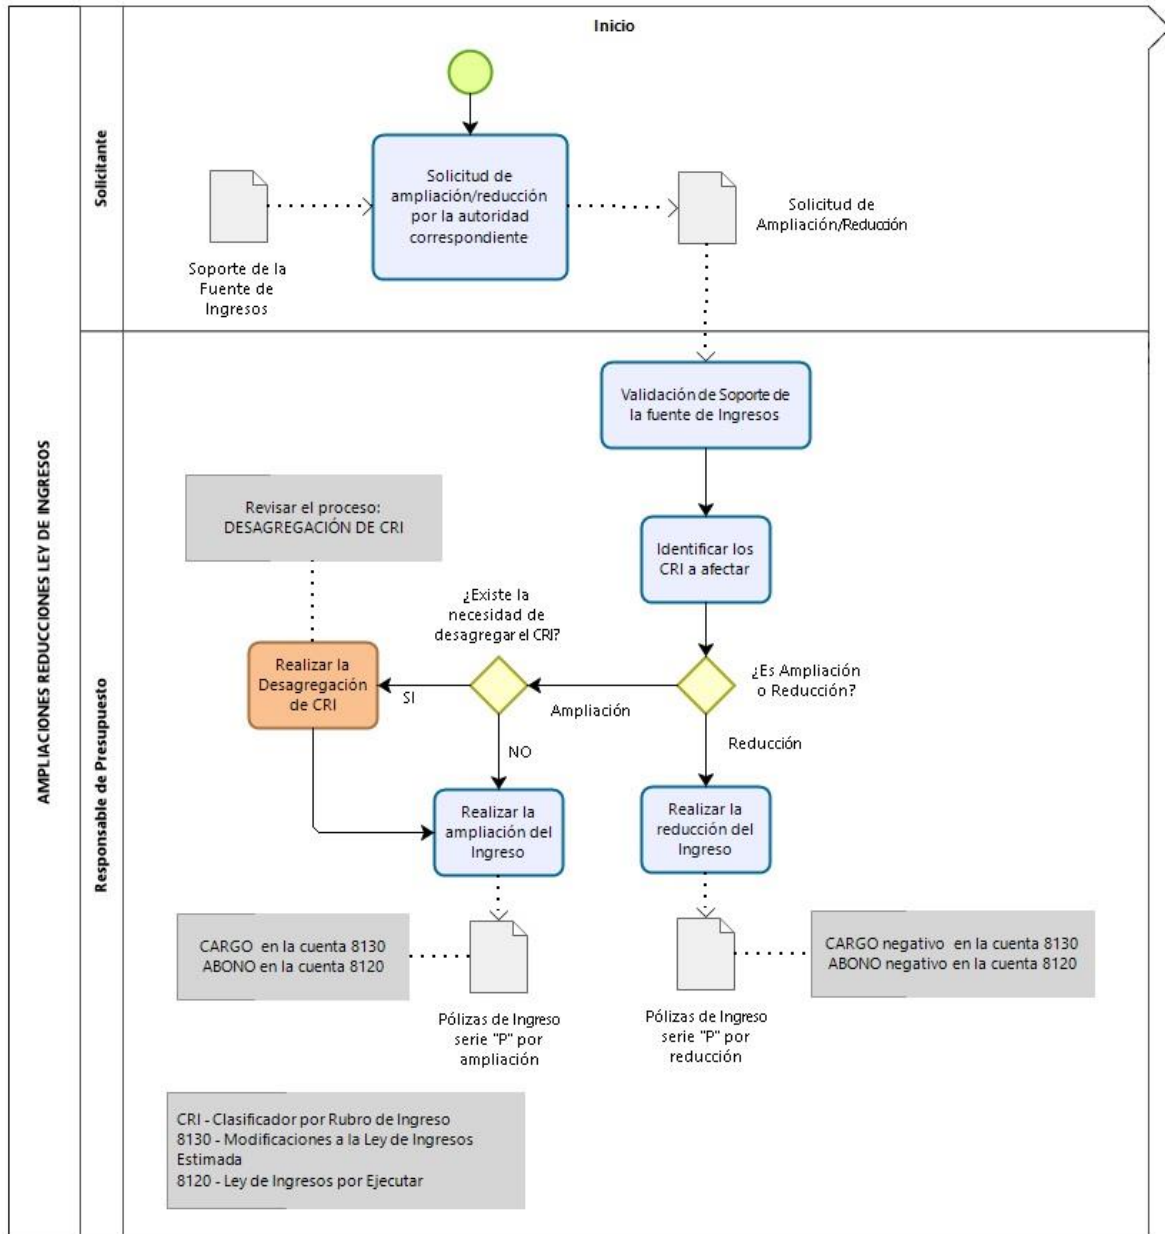 Inicio
AMPLIACIONES REDUCCIONES LEY DE INGRESOS
Solicitante
Solicitud de
ampliación/reducción
por la autoridad
correspondiente
Soporte de la
Fuente de
Ingresos
Solicitud de
Ampliación/Reducción
Responsable de Presupuesto
Validación de Soporte de
la fuente de Ingresos
Revisar el proceso:
DESAGREGACIÓN DE CRI
Identificar los
CRI a afectar
¿Existe la
necesidad de
desagregar el CRI?
¿Es Ampliación
o Reducción?
Realizar la
Desagregación
de CRI
SI
Ampliación
NO
Reducción
Realizar la
ampliación del
Ingreso
Realizar la
reducción del
Ingreso
CARGO en la cuenta 8130
ABONO en la cuenta 8120
CARGO negativo en la cuenta 8130
ABONO negativo en la cuenta 8120
Pólizas de Ingreso
serie "P" por
ampliación
Pólizas de Ingreso
serie "P" por
reducción
CRI - Clasificador por Rubro de Ingreso
8130 - Modificaciones a la Ley de Ingresos
Estimada
8120 - Ley de Ingresos por Ejecutar